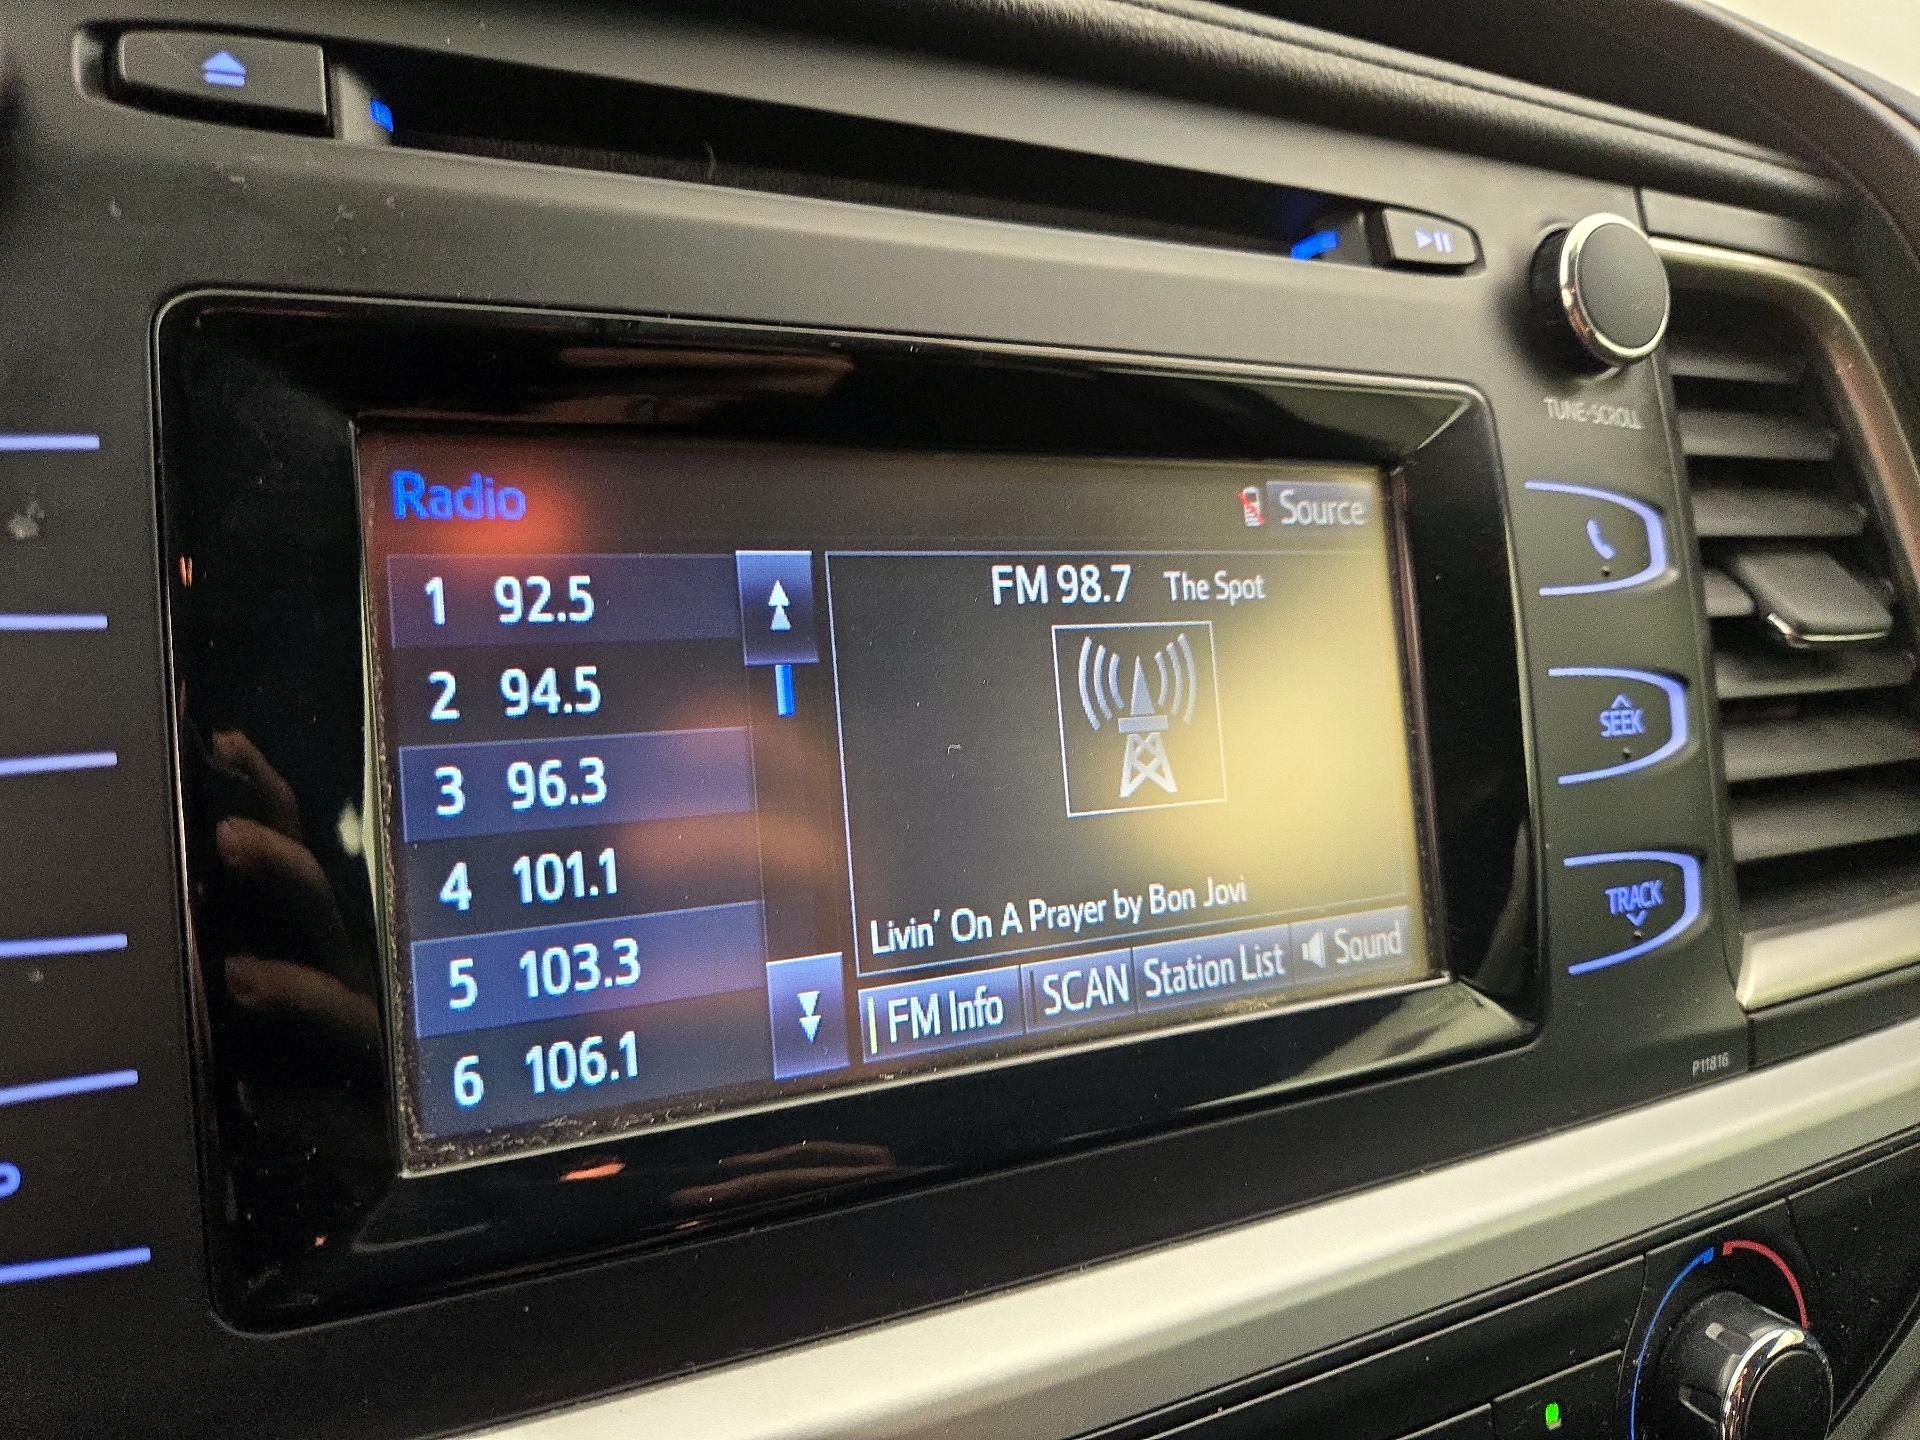 TUNE•SCROLL
Radio
Source
1 92.5
2 94.5
3 96.3
4 101.1
5 103.3
6 106.1
FM 98.7 The Spot
Livin' On A Prayer by Bon Jovi
FM Info
SCAN
Station List
Sound
SEEK
TRACK
P11816